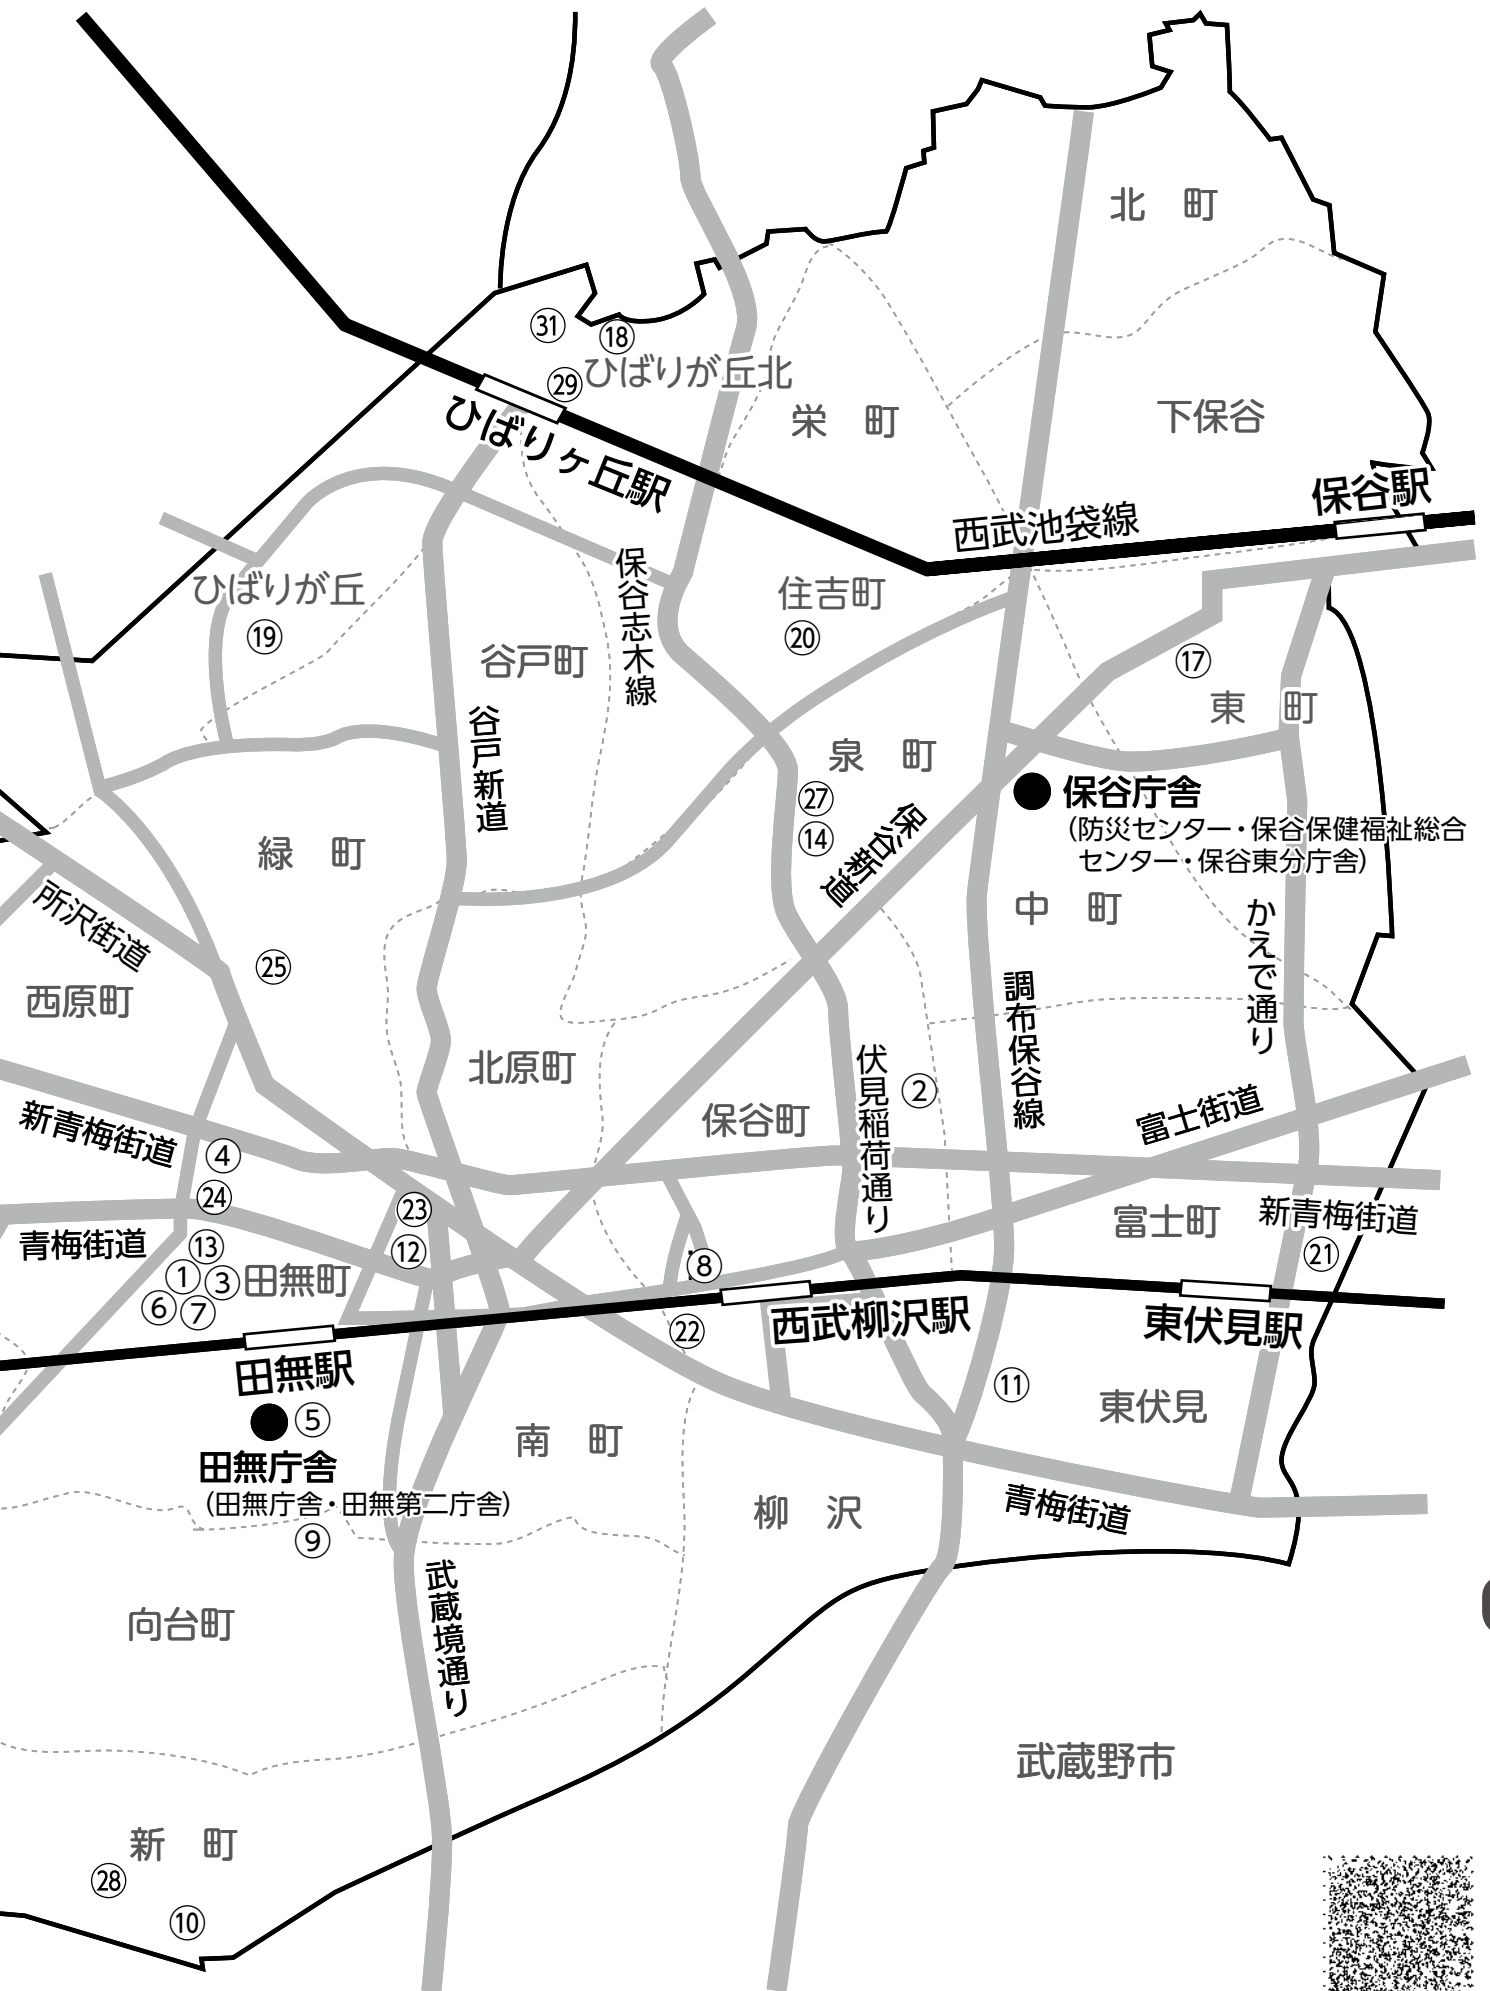 北　町
㉛
⑱
ひばりが丘北
㉙
ひばりヶ丘駅
栄　町
下保谷
保谷駅
西武池袋線
ひばりが丘
⑲
保谷志木線
住吉町
⑳
谷戸町
⑰
東　町
谷戸新道
泉　町
㉗
⑭
保谷新道
保谷庁舎
（防災センター・保谷保健福祉総合
センター・保谷東分庁舎）
緑　町
所沢街道
中　町
かえで通り
㉕
西原町
調布保谷線
北原町
伏見稲荷通り
②
保谷町
富士街道
新青梅街道
④
㉔
㉓
富士町
新青梅街道
青梅街道
⑬
⑫
㉑
①
③
田無町
⑧
⑥
⑦
㉒
西武柳沢駅
東伏見駅
田無駅
⑪
東伏見
⑤
南　町
田無庁舎
（田無庁舎・田無第二庁舎）
柳　沢
青梅街道
⑨
武蔵境通り
向台町
武蔵野市
新　町
㉘
⑩